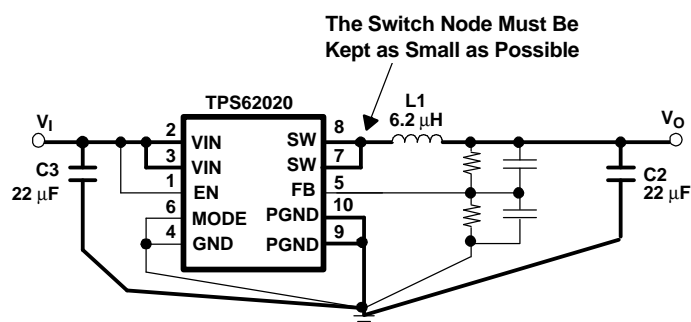 The Switch Node Must Be
Kept as Small as Possible
TPS62020
L1
6.2 μH
VI
VO
C3
22 μF
C2
22 μF
2 VIN
3 VIN
1 EN
6 MODE
4 GND
SW 8
SW 7
FB 5
PGND 10
PGND 9